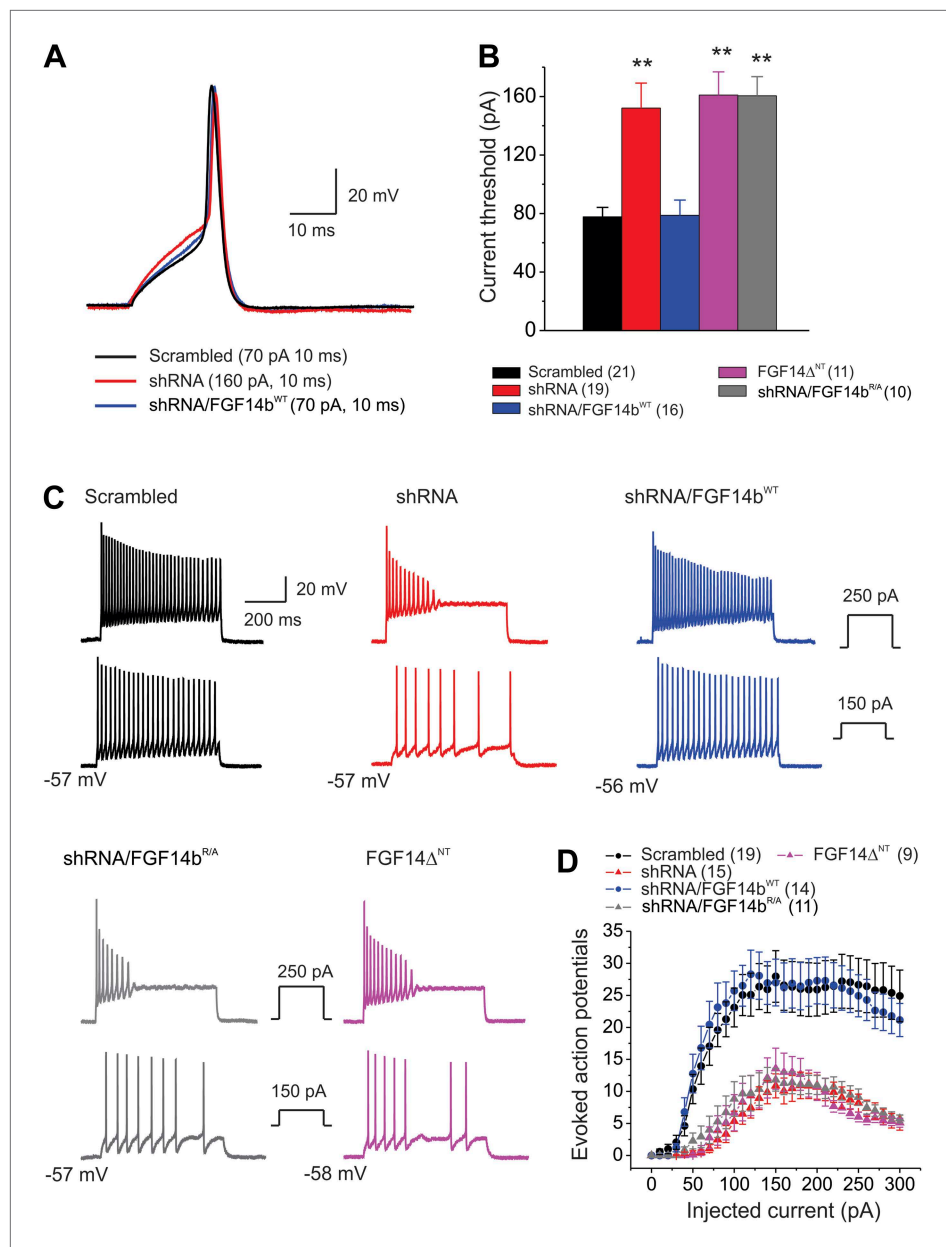 A
20 mV
10 ms
Scrambled (70 pA 10 ms)
shRNA (160 pA, 10 ms)
shRNA/FGF14b^WT (70 pA, 10 ms)
B
** ** **
Current threshold (pA)
160
120
80
40
0
Scrambled (21)
shRNA (19)
shRNA/FGF14b^WT (16)
FGF14Δ^NT (11)
shRNA/FGF14b^R/A (10)
C
Scrambled
shRNA
shRNA/FGF14b^WT
20 mV
200 ms
250 pA
150 pA
-57 mV
-57 mV
-56 mV
shRNA/FGF14b^R/A
FGF14Δ^NT
250 pA
150 pA
-57 mV
-58 mV
D
Scrambled (19)
FGF14Δ^NT (9)
shRNA (15)
shRNA/FGF14b^WT (14)
shRNA/FGF14b^R/A (11)
Evoked action potentials
35
30
25
20
15
10
5
0
0 50 100 150 200 250 300
Injected current (pA)